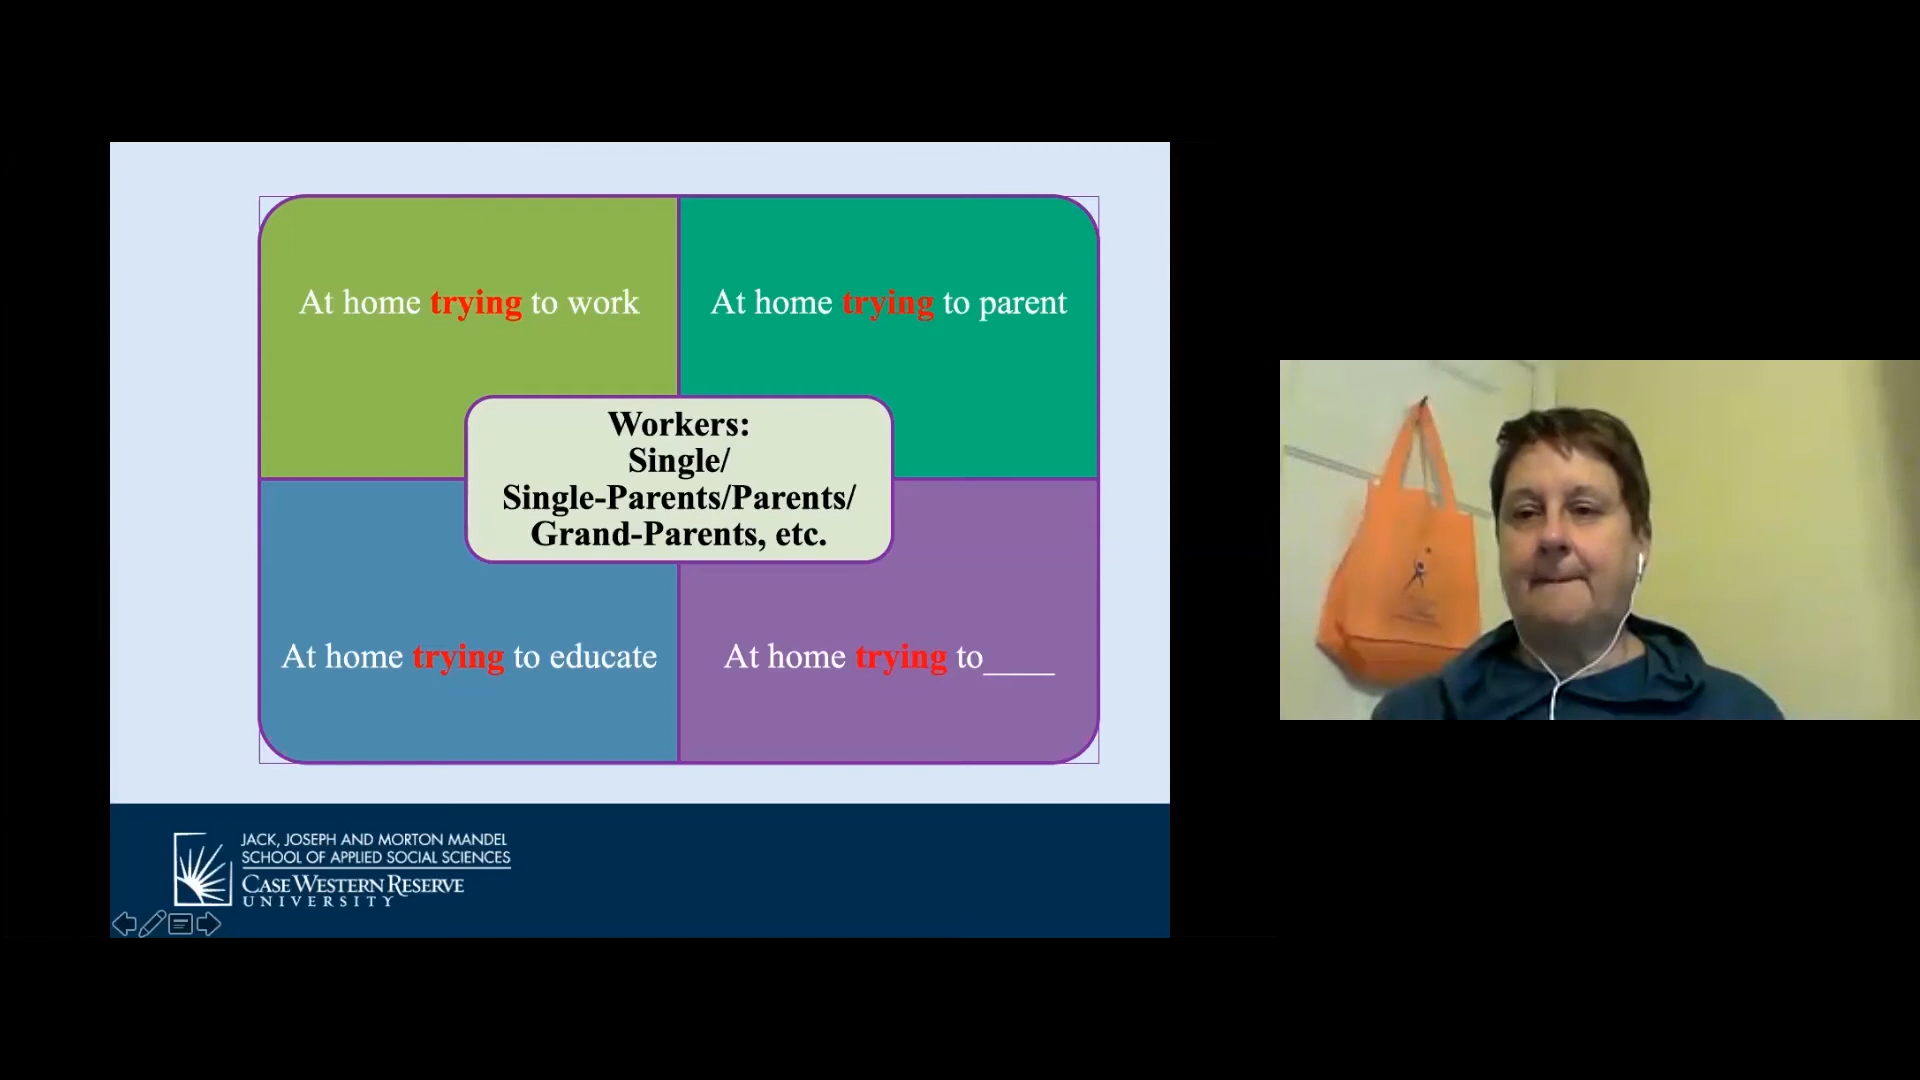 At home trying to work
At home trying to parent
Workers:
Single/
Single-Parents/Parents/
Grand-Parents, etc.
At home trying to educate
At home trying to_____
JACK, JOSEPH AND MORTON MANDEL
SCHOOL OF APPLIED SOCIAL SCIENCES
CASE WESTERN RESERVE
UNIVERSITY